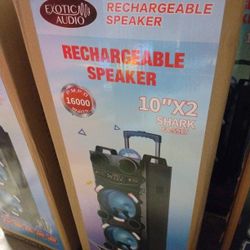 EXOTIC
AUDIO
RECHARGEABLE
SPEAKER
RECHARGEABLE
SPEAKER
P.M.P.O
16000
10"X2
SHARK